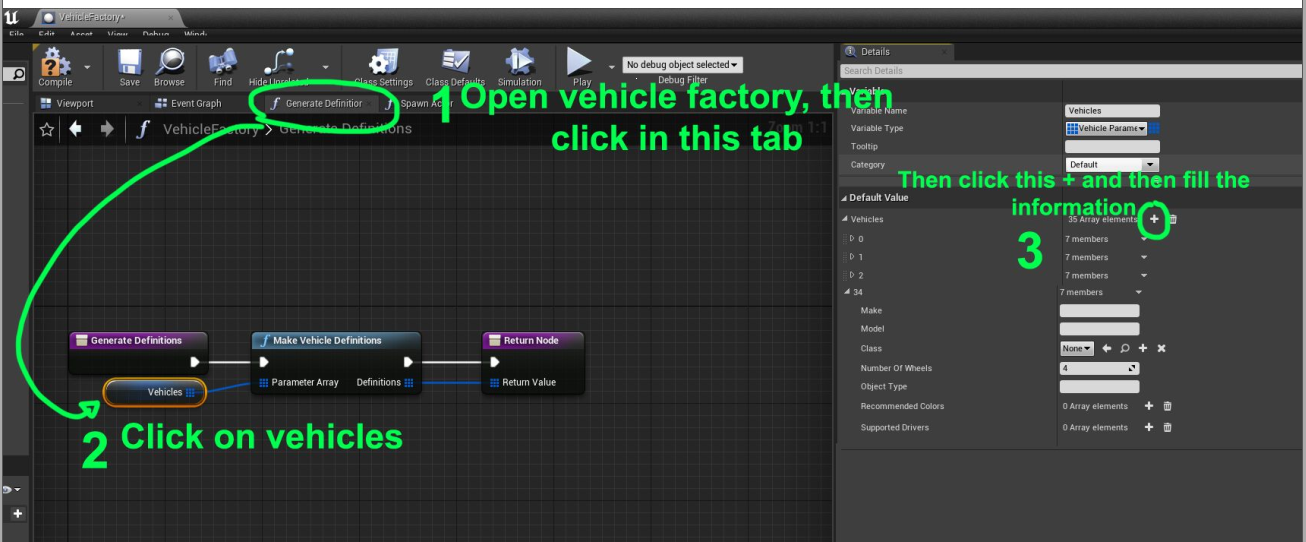 VehicleFactory*
File Edit Asset View Debug Wind
Compile Save Browse Find Hide Unrelated Class Settings Class Defaults Simulation Play
No debug object selected
Debug Filter
Viewport Event Graph Generate Definition Spawn Actor
VehicleFactory > Generate Definitions Zoom 1:1
1 Open vehicle factory, then
click in this tab
Generate Definitions
Vehicles
Make Vehicle Definitions
Parameter Array Definitions
Return Node
Return Value
2 Click on vehicles
Details
Search Details
Variable
Variable Name Vehicles
Variable Type Vehicle Parame
Tooltip
Category Default
Then click this + and then fill the
information
3
Default Value
Vehicles 35 Array elements
0 7 members
1 7 members
2 7 members
34 7 members
Make
Model
Class None
Number Of Wheels 4
Object Type
Recommended Colors 0 Array elements
Supported Drivers 0 Array elements